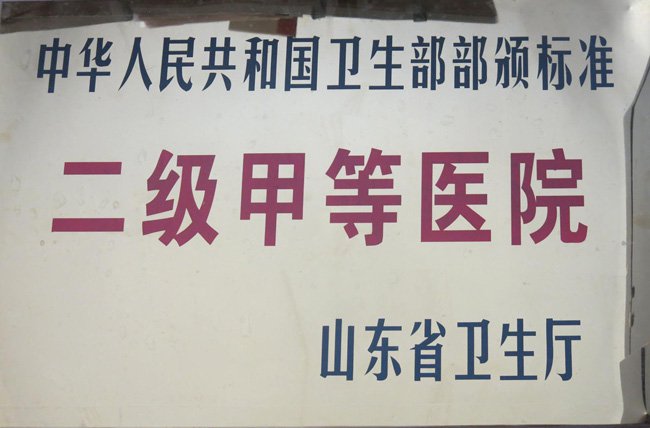 中华人民共和国卫生部部颁标准
二级甲等医院
山东省卫生厅